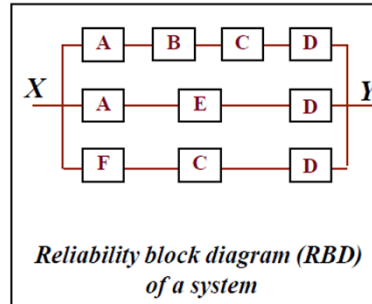 A B C D
X Y
A E D
F C D
Reliability block diagram (RBD)
of a system